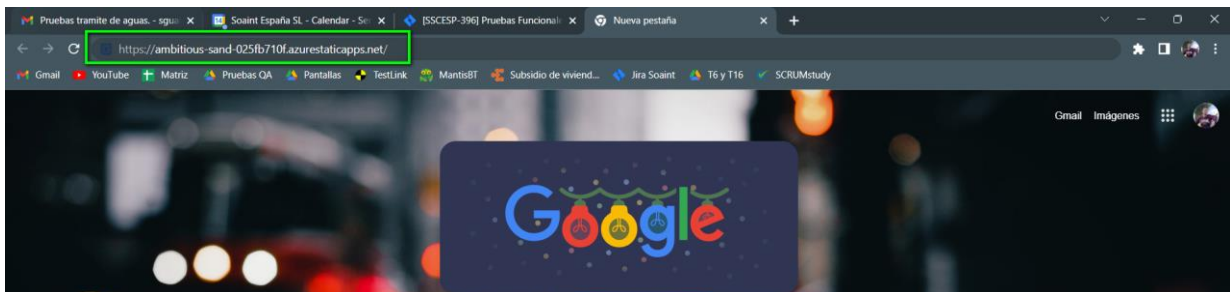 Pruebas tramite de aguas. - sgua
Soaint España SL - Calendar - Se
[SSCESP-396] Pruebas Funcional
Nueva pestaña
https://ambitious-sand-025fb710f.azurestaticapps.net/
Gmail YouTube Matriz Pruebas QA Pantallas TestLink MantisBT Subsidio de viviend... Jira Soaint T6 y T16 SCRUMstudy
Gmail Imágenes
Google